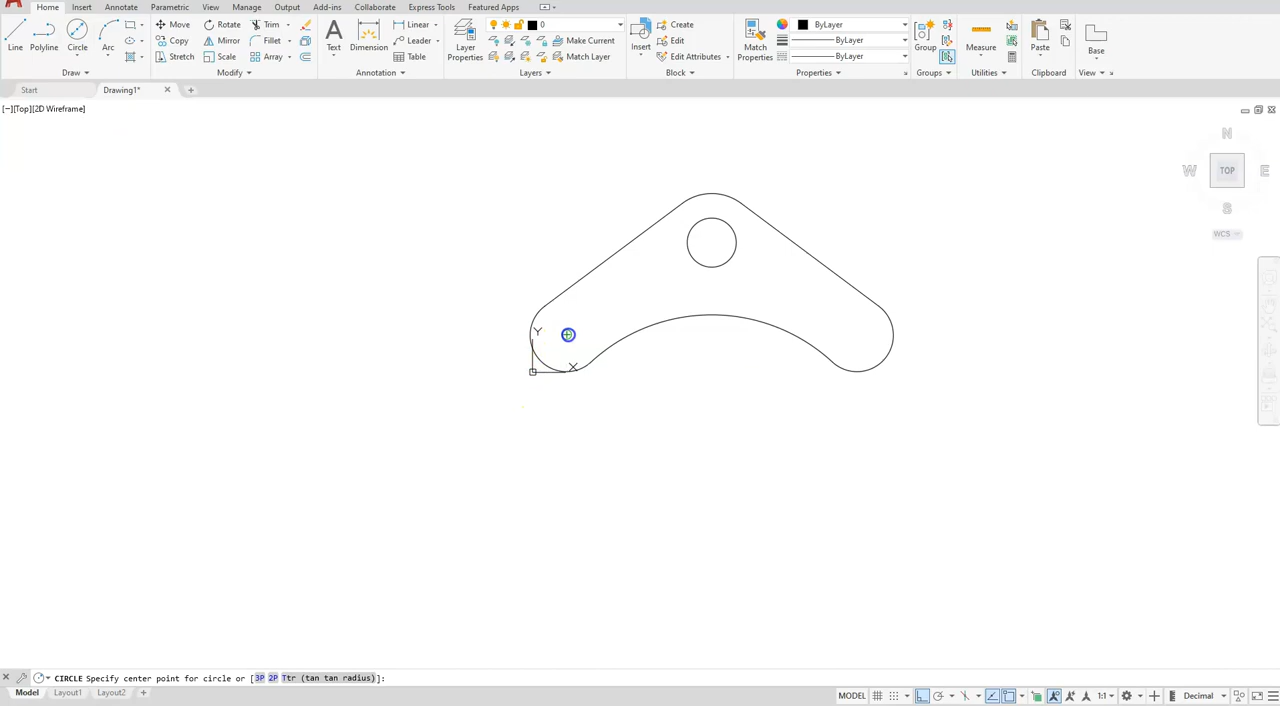 Home Insert Annotate Parametric View Manage Output Add-ins Collaborate Express Tools Featured Apps
Line Polyline Circle Arc Move Rotate Trim Text Dimension Linear Layer Properties 0 Insert Create Match Properties ByLayer Group Measure Paste Base
Copy Mirror Fillet Leader Make Current Edit ByLayer
Stretch Scale Array Table Match Layer Edit Attributes ByLayer
Draw Modify Annotation Layers Block Properties Groups Utilities Clipboard View
Start Drawing1*
[−][Top][2D Wireframe]
N
W TOP E
S
WCS
Y
X
CIRCLE Specify center point for circle or [3P 2P Ttr (tan tan radius)]:
Model Layout1 Layout2 MODEL 1:1 Decimal